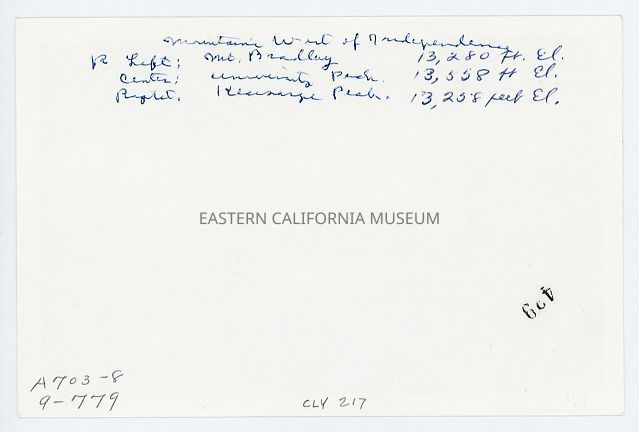 Mountains West of Independence
Left; Mt. Bradley 13,280 ft. El.
Center; University Peak. 13,558 ft El.
Right. Kearsarge Peak. 13,258 feet El.
EASTERN CALIFORNIA MUSEUM
409
A703-8
9-779
CLY 217